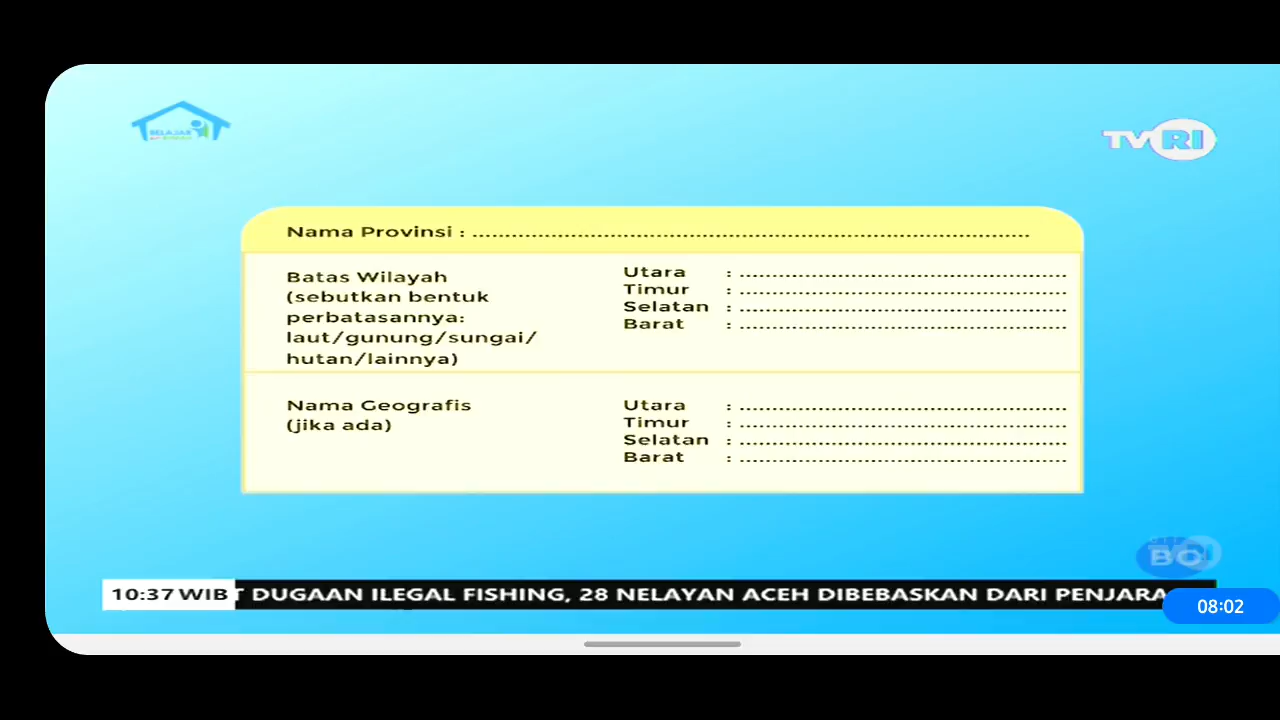 BELAJAR
TVRI
Nama Provinsi : ....................................................................................
Batas Wilayah
(sebutkan bentuk
perbatasannya:
laut/gunung/sungai/
hutan/lainnya)
Utara : .................................................
Timur : .................................................
Selatan : .................................................
Barat : .................................................
Nama Geografis
(jika ada)
Utara : .................................................
Timur : .................................................
Selatan : .................................................
Barat : .................................................
BO
10:37 WIB T DUGAAN ILEGAL FISHING, 28 NELAYAN ACEH DIBEBASKAN DARI PENJARA
08:02